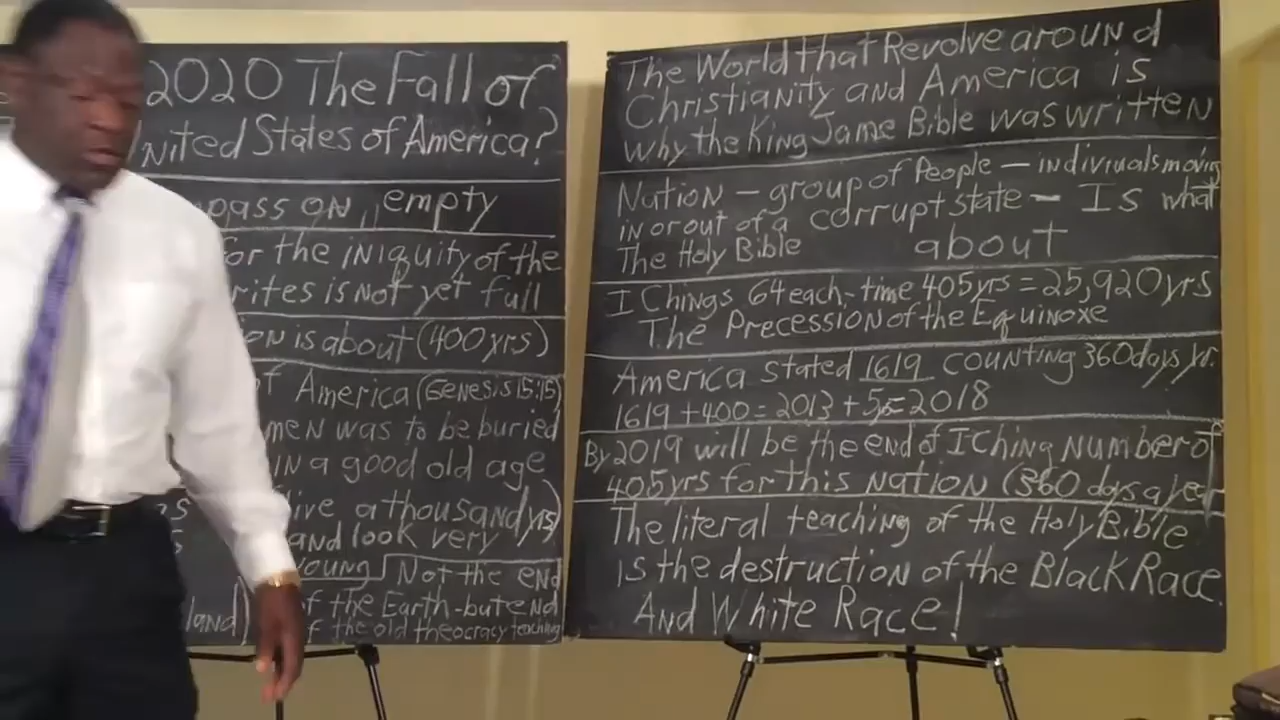 2020 The Fall of
United States of America?
pass on,, empty
for the iniquity of the
rites is Not yet full
on is about (400 yrs)
f America (Genesis 15:15)
men was to be buried
in a good old age
ive a thousand yrs)
and look very
young Not the end
land) f the Earth - but end
f the old theocracy teaching
The World that Revolve around
Christianity and America is
why the King Jame Bible was written
Nation - group of People - indiviuals moving
in or out of a corrupt state - Is what
The Holy Bible about
I Chings 64 each-time 405 yrs = 25,920 yrs
The Precession of the Equinoxe
America stated 1619 counting 360 days yr.
1619 + 400 = 2013 + 5 = 2018
By 2019 will be the end of I Ching Number of
405 yrs for this nation (360 days a year
The literal teaching of the Holy Bible
is the destruction of the Black Race.
And White Race!